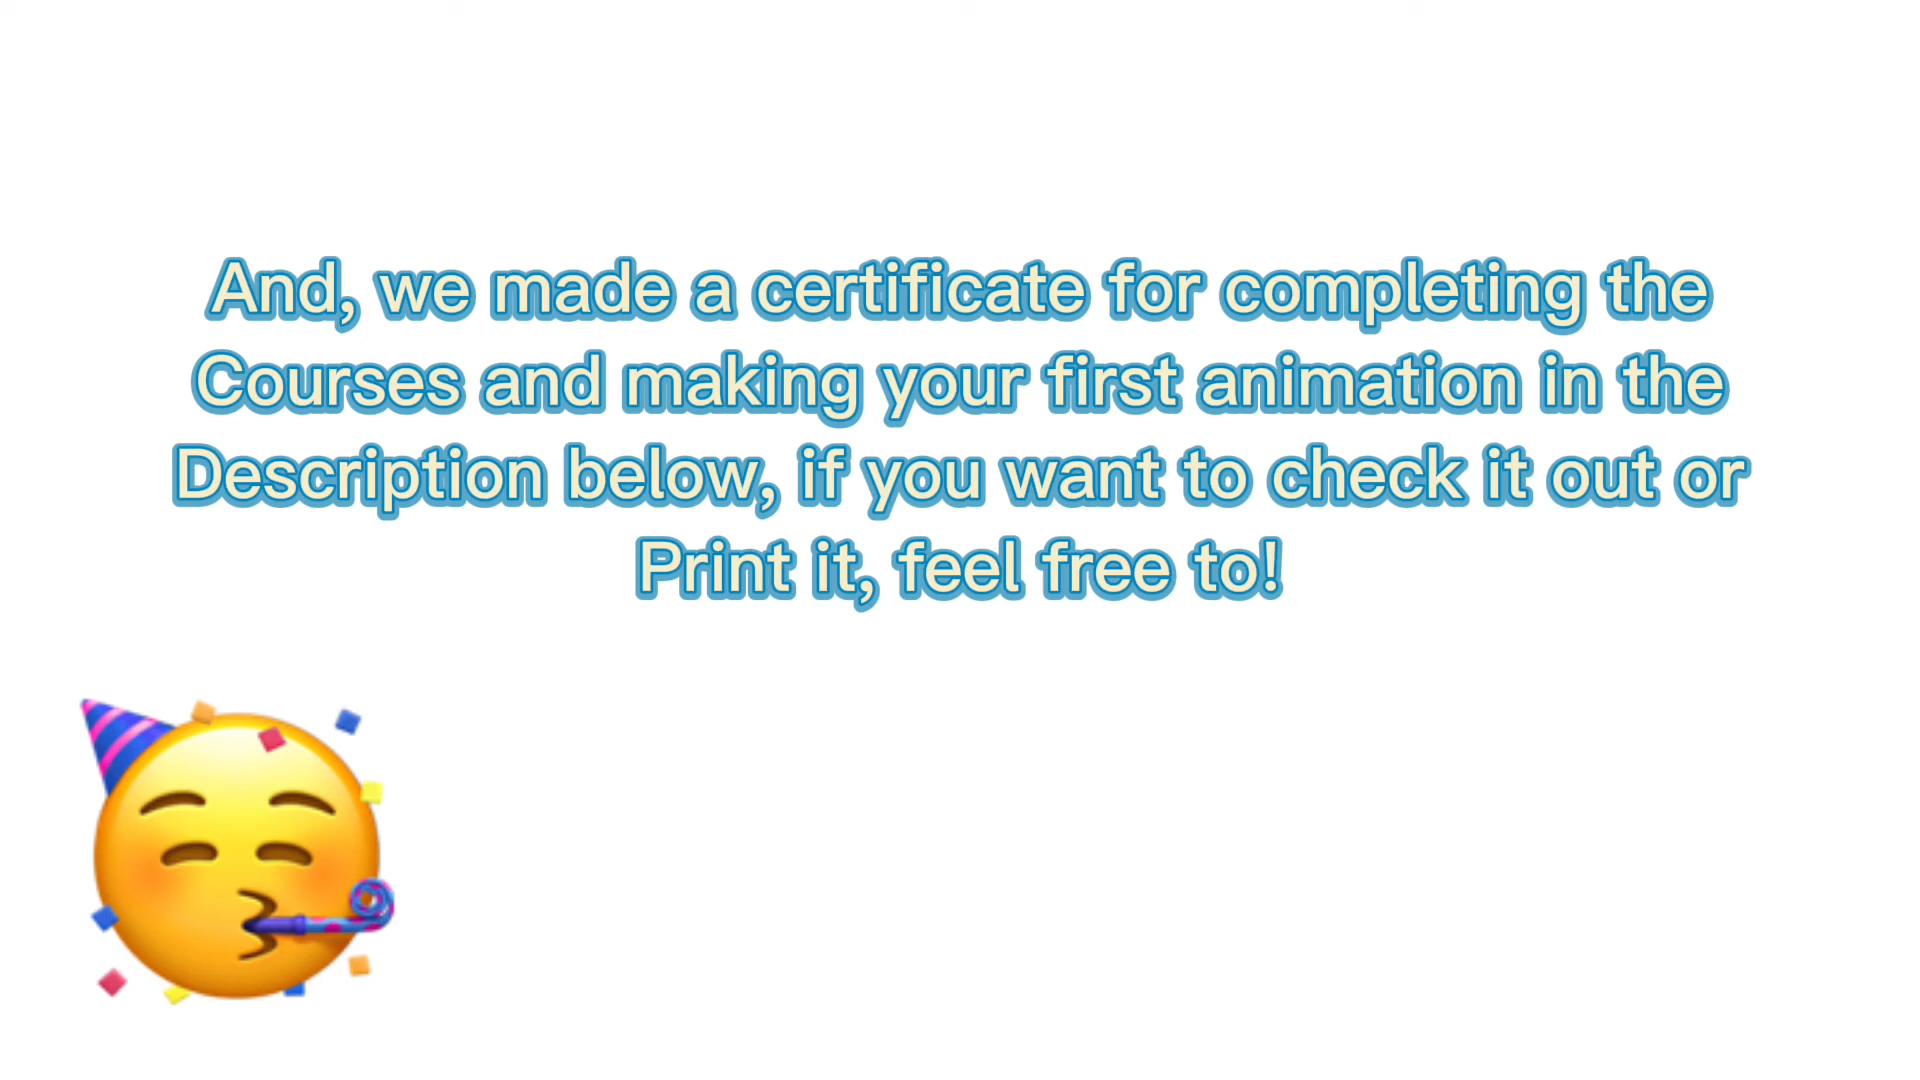 And, we made a certificate for completing the
Courses and making your first animation in the
Description below, if you want to check it out or
Print it, feel free to!